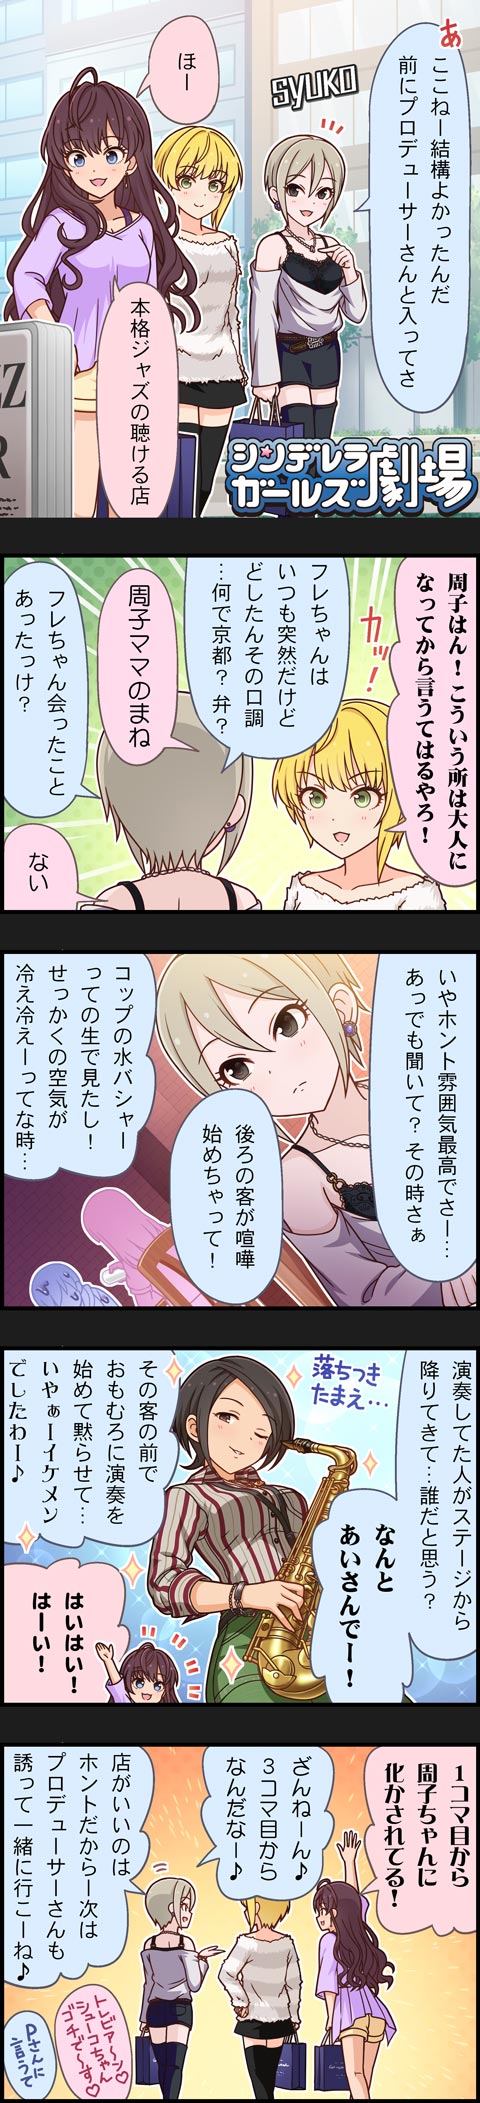 あ
ここねー結構よかったんだ
前にプロデューサーさんと入ってさ
SYUKO
ほー
本格ジャズの聴ける店
ZZ
R
シンデレラ
ガールズ劇場
周子はん！こういう所は大人に
なってから言うてはるやろ！
カッ！
フレちゃんは
いつも突然だけど
どしたんその口調
…何で京都？弁？
周子ママのまね
フレちゃん会ったこと
あったっけ？
ない
いやホント雰囲気最高でさー…
あっでも聞いて？その時さぁ
後ろの客が喧嘩
始めちゃって！
コップの水バシャー
っての生で見たし！
せっかくの空気が
冷え冷えーってな時…
演奏してた人がステージから
降りてきて…誰だと思う？
なんと
あいさんでー！
落ちつき
たまえ…
その客の前で
おもむろに演奏を
始めて黙らせて…
いやぁーイケメン
でしたわー♪
はいはい！
はーい！
1コマ目から
周子ちゃんに
化かされてる！
ざんねーん♪
3コマ目から
なんだなー♪
店がいいのは
ホントだから一次は
プロデューサーさんも
誘って一緒に行こーね♪
トレビア～ン
シューコちゃん
ゴチで～す♡
Pさんに
言うて